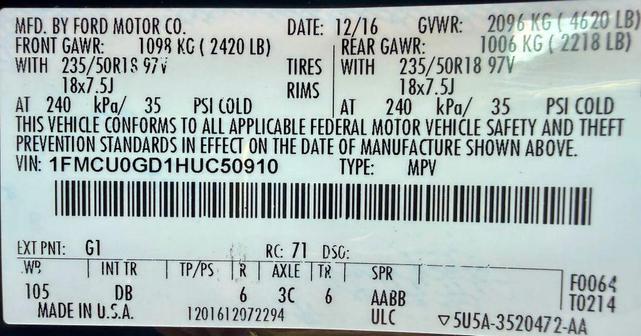 MFD. BY FORD MOTOR CO. DATE: 12/16 GVWR: 2096 KG ( 4620 LB)
FRONT GAWR: 1098 KG ( 2420 LB) REAR GAWR: 1006 KG ( 2218 LB)
WITH 235/50R18 97V TIRES WITH 235/50R18 97V
18x7.5J RIMS 18x7.5J
AT 240 kPa/ 35 PSI COLD AT 240 kPa/ 35 PSI COLD
THIS VEHICLE CONFORMS TO ALL APPLICABLE FEDERAL MOTOR VEHICLE SAFETY AND THEFT
PREVENTION STANDARDS IN EFFECT ON THE DATE OF MANUFACTURE SHOWN ABOVE.
VIN: 1FMCU0GD1HUC50910 TYPE: MPV
EXT PNT: G1 RC: 71 DSO:
WB INT TR TP/PS R AXLE TR SPR
105 DB 6 3C 6 AABB F0064
MADE IN U.S.A. 1201612072294 ULC T0214
▽5U5A-3520472-AA